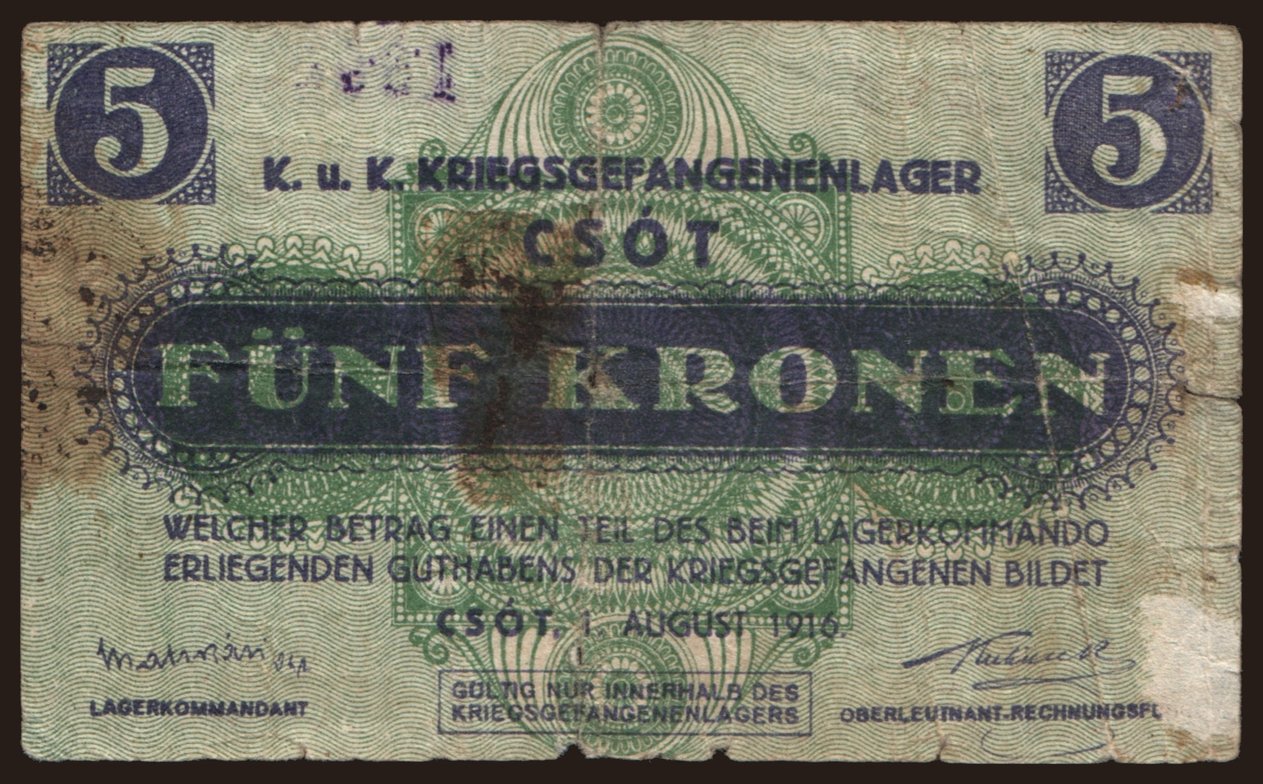 5 5
K. u. K. KRIEGSGEFANGENENLAGER
CSÓT
FÜNF KRONEN
WELCHER BETRAG EINEN TEIL DES BEIM LAGERKOMMANDO
ERLIEGENDEN GUTHABENS DER KRIEGSGEFANGENEN BILDET
CSÓT, 1. AUGUST 1916.
LAGERKOMMANDANT
GÜLTIG NUR INNERHALB DES
KRIEGSGEFANGENENLAGERS
OBERLEUTNANT-RECHNUNGSF